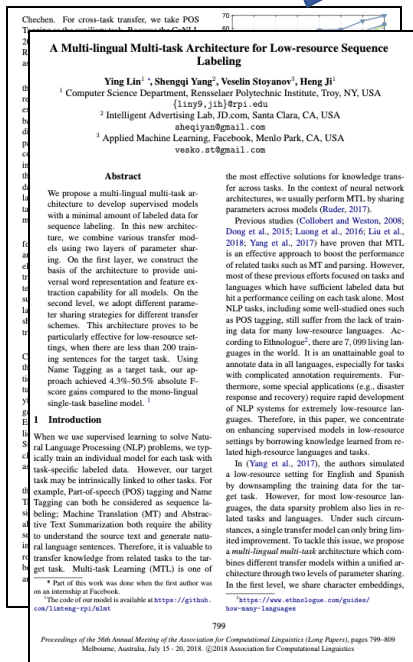 Chechen. For cross-task transfer, we take POS
70
A Multi-lingual Multi-task Architecture for Low-resource Sequence
Labeling
Ying Lin¹ *, Shengqi Yang², Veselin Stoyanov³, Heng Ji¹
¹ Computer Science Department, Rensselaer Polytechnic Institute, Troy, NY, USA
{liny9,jih}@rpi.edu
² Intelligent Advertising Lab, JD.com, Santa Clara, CA, USA
sheqiyan@gmail.com
³ Applied Machine Learning, Facebook, Menlo Park, CA, USA
vesko.st@gmail.com
Abstract
We propose a multi-lingual multi-task ar-
chitecture to develop supervised models
with a minimal amount of labeled data for
sequence labeling. In this new architec-
ture, we combine various transfer mod-
els using two layers of parameter shar-
ing. On the first layer, we construct the
basis of the architecture to provide uni-
versal word representation and feature ex-
traction capability for all models. On the
second level, we adopt different parame-
ter sharing strategies for different transfer
schemes. This architecture proves to be
particularly effective for low-resource set-
tings, when there are less than 200 train-
ing sentences for the target task. Using
Name Tagging as a target task, our ap-
proach achieved 4.3%-50.5% absolute F-
score gains compared to the mono-lingual
single-task baseline model. ¹
1 Introduction
When we use supervised learning to solve Natu-
ral Language Processing (NLP) problems, we typ-
ically train an individual model for each task with
task-specific labeled data. However, our target
task may be intrinsically linked to other tasks. For
example, Part-of-speech (POS) tagging and Name
Tagging can both be considered as sequence la-
beling; Machine Translation (MT) and Abstrac-
tive Text Summarization both require the ability
to understand the source text and generate natu-
ral language sentences. Therefore, it is valuable to
transfer knowledge from related tasks to the tar-
get task. Multi-task Learning (MTL) is one of
* Part of this work was done when the first author was
on an internship at Facebook.
¹The code of our model is available at https://github.
com/limteng-rpi/mlmt
the most effective solutions for knowledge trans-
fer across tasks. In the context of neural network
architectures, we usually perform MTL by sharing
parameters across models (Ruder, 2017).
Previous studies (Collobert and Weston, 2008;
Dong et al., 2015; Luong et al., 2016; Liu et al.,
2018; Yang et al., 2017) have proven that MTL
is an effective approach to boost the performance
of related tasks such as MT and parsing. However,
most of these previous efforts focused on tasks and
languages which have sufficient labeled data but
hit a performance ceiling on each task alone. Most
NLP tasks, including some well-studied ones such
as POS tagging, still suffer from the lack of train-
ing data for many low-resource languages. Ac-
cording to Ethnologue², there are 7, 099 living lan-
guages in the world. It is an unattainable goal to
annotate data in all languages, especially for tasks
with complicated annotation requirements. Fur-
thermore, some special applications (e.g., disaster
response and recovery) require rapid development
of NLP systems for extremely low-resource lan-
guages. Therefore, in this paper, we concentrate
on enhancing supervised models in low-resource
settings by borrowing knowledge learned from re-
lated high-resource languages and tasks.
In (Yang et al., 2017), the authors simulated
a low-resource setting for English and Spanish
by downsampling the training data for the tar-
get task. However, for most low-resource lan-
guages, the data sparsity problem also lies in re-
lated tasks and languages. Under such circum-
stances, a single transfer model can only bring lim-
ited improvement. To tackle this issue, we propose
a multi-lingual multi-task architecture which com-
bines different transfer models within a unified ar-
chitecture through two levels of parameter sharing.
In the first level, we share character embeddings,
²https://www.ethnologue.com/guides/
how-many-languages
799
Proceedings of the 56th Annual Meeting of the Association for Computational Linguistics (Long Papers), pages 799–809
Melbourne, Australia, July 15 - 20, 2018. ©2018 Association for Computational Linguistics